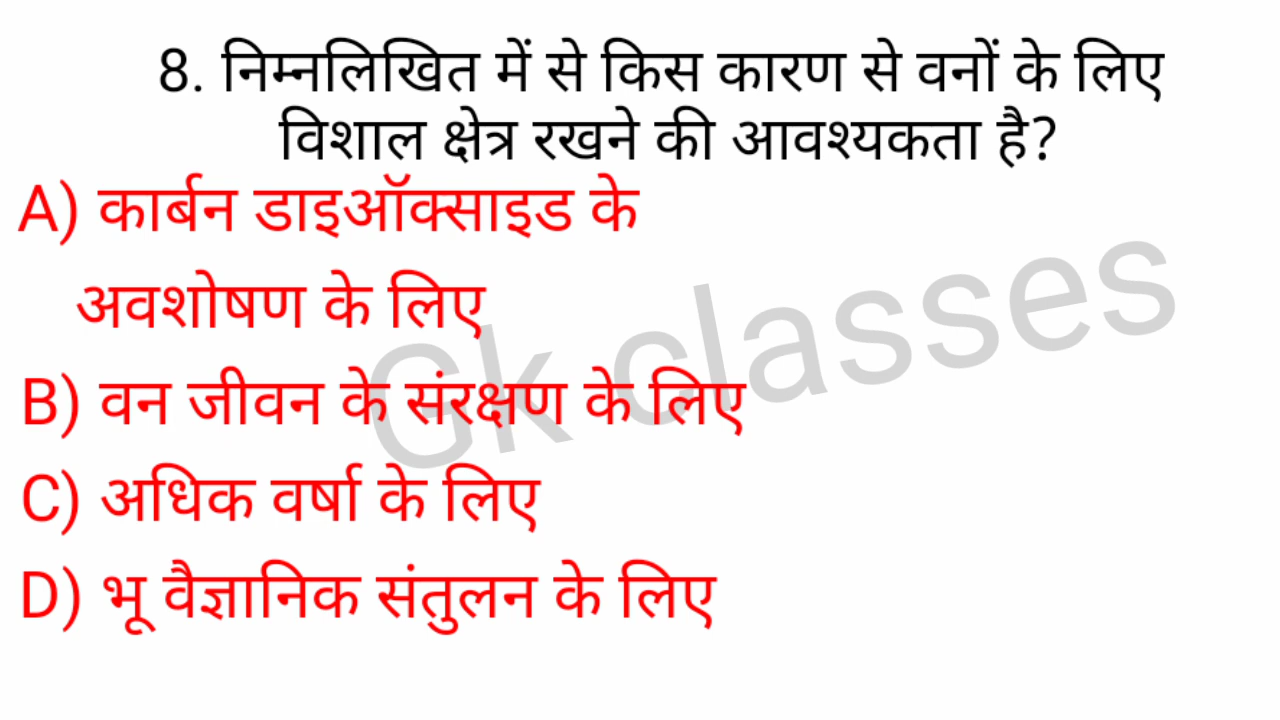 8. निम्नलिखित में से किस कारण से वनों के लिए
विशाल क्षेत्र रखने की आवश्यकता है?
A) कार्बन डाइऑक्साइड के
अवशोषण के लिए
B) वन जीवन के संरक्षण के लिए
C) अधिक वर्षा के लिए
D) भू वैज्ञानिक संतुलन के लिए
Gk classes